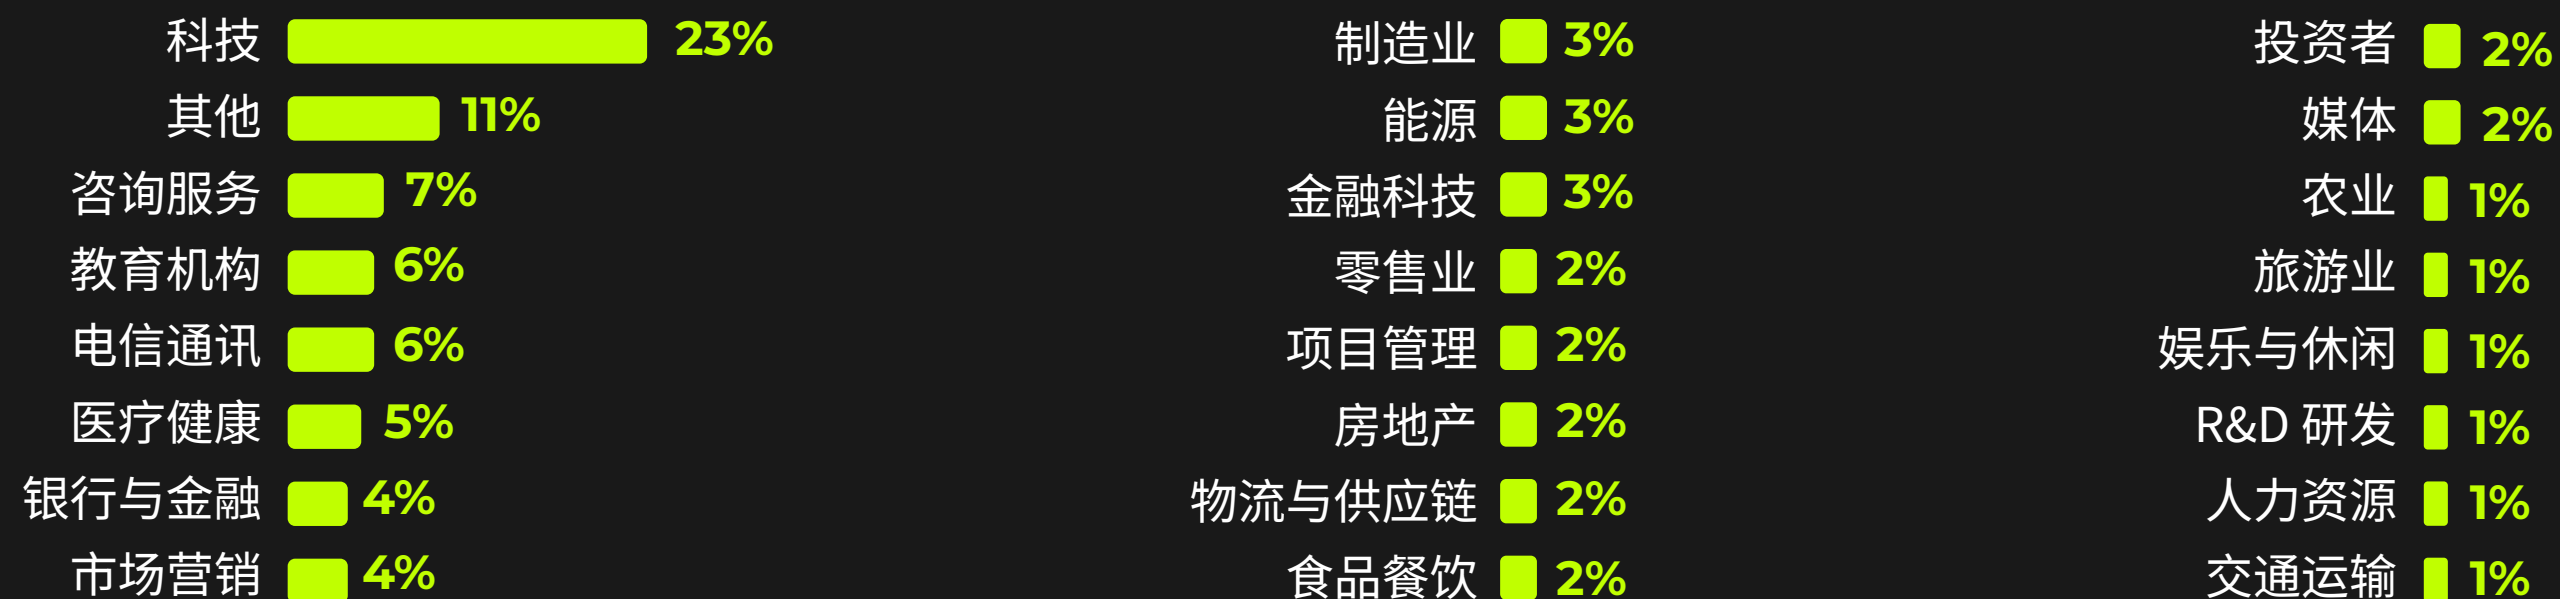 科技 23%
其他 11%
咨询服务 7%
教育机构 6%
电信通讯 6%
医疗健康 5%
银行与金融 4%
市场营销 4%
制造业 3%
能源 3%
金融科技 3%
零售业 2%
项目管理 2%
房地产 2%
物流与供应链 2%
食品餐饮 2%
投资者 2%
媒体 2%
农业 1%
旅游业 1%
娱乐与休闲 1%
R&D 研发 1%
人力资源 1%
交通运输 1%